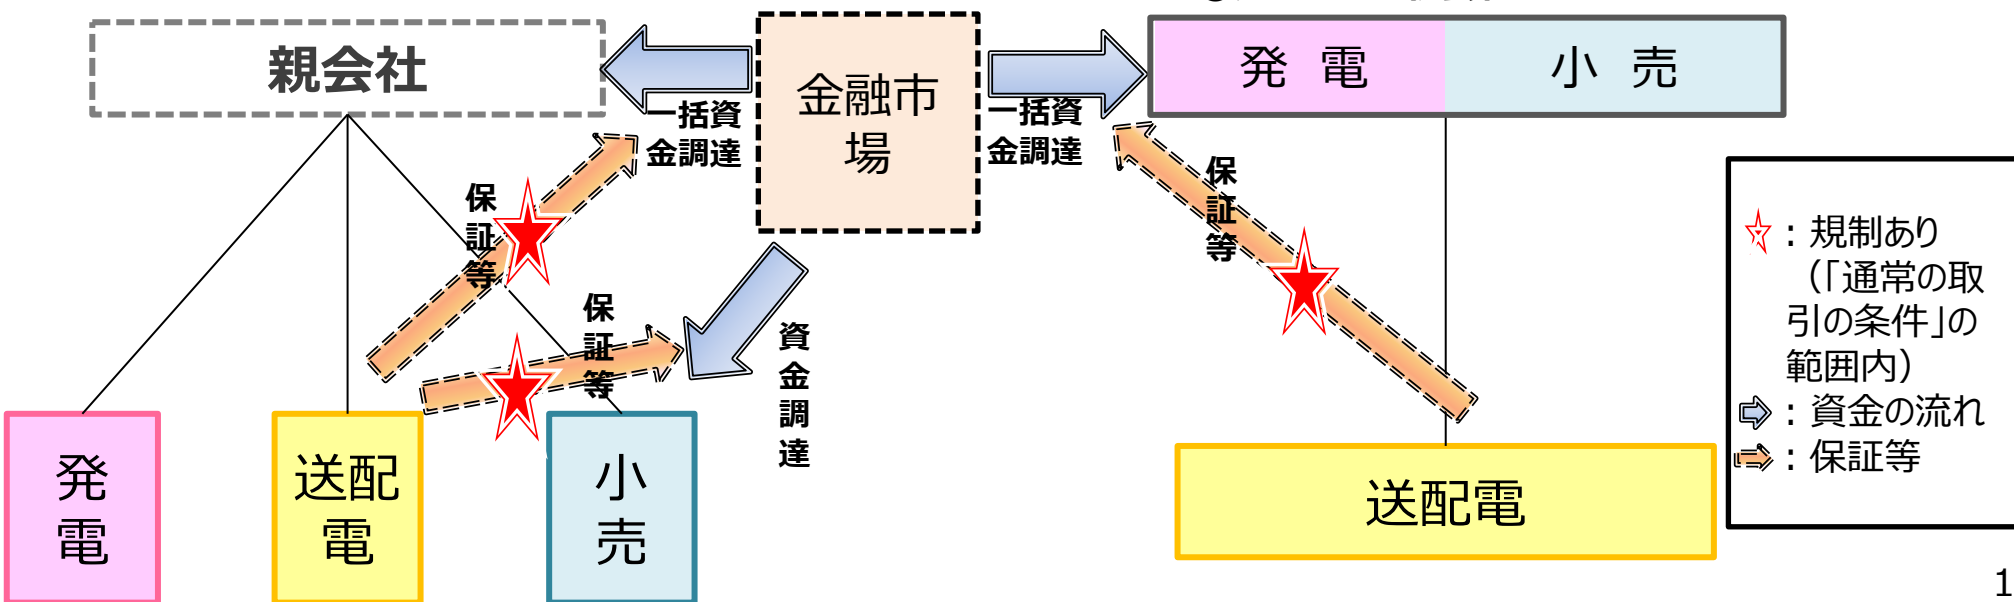 親会社
一括資
金調達
金融市
場
一括資
金調達
発 電
小 売
保
証
等
保
証
等
資
金
調
達
保
証
等
発
電
送配
電
小
売
送配電
：規制あり
（「通常の取
引の条件」の
範囲内）
：資金の流れ
：保証等
1